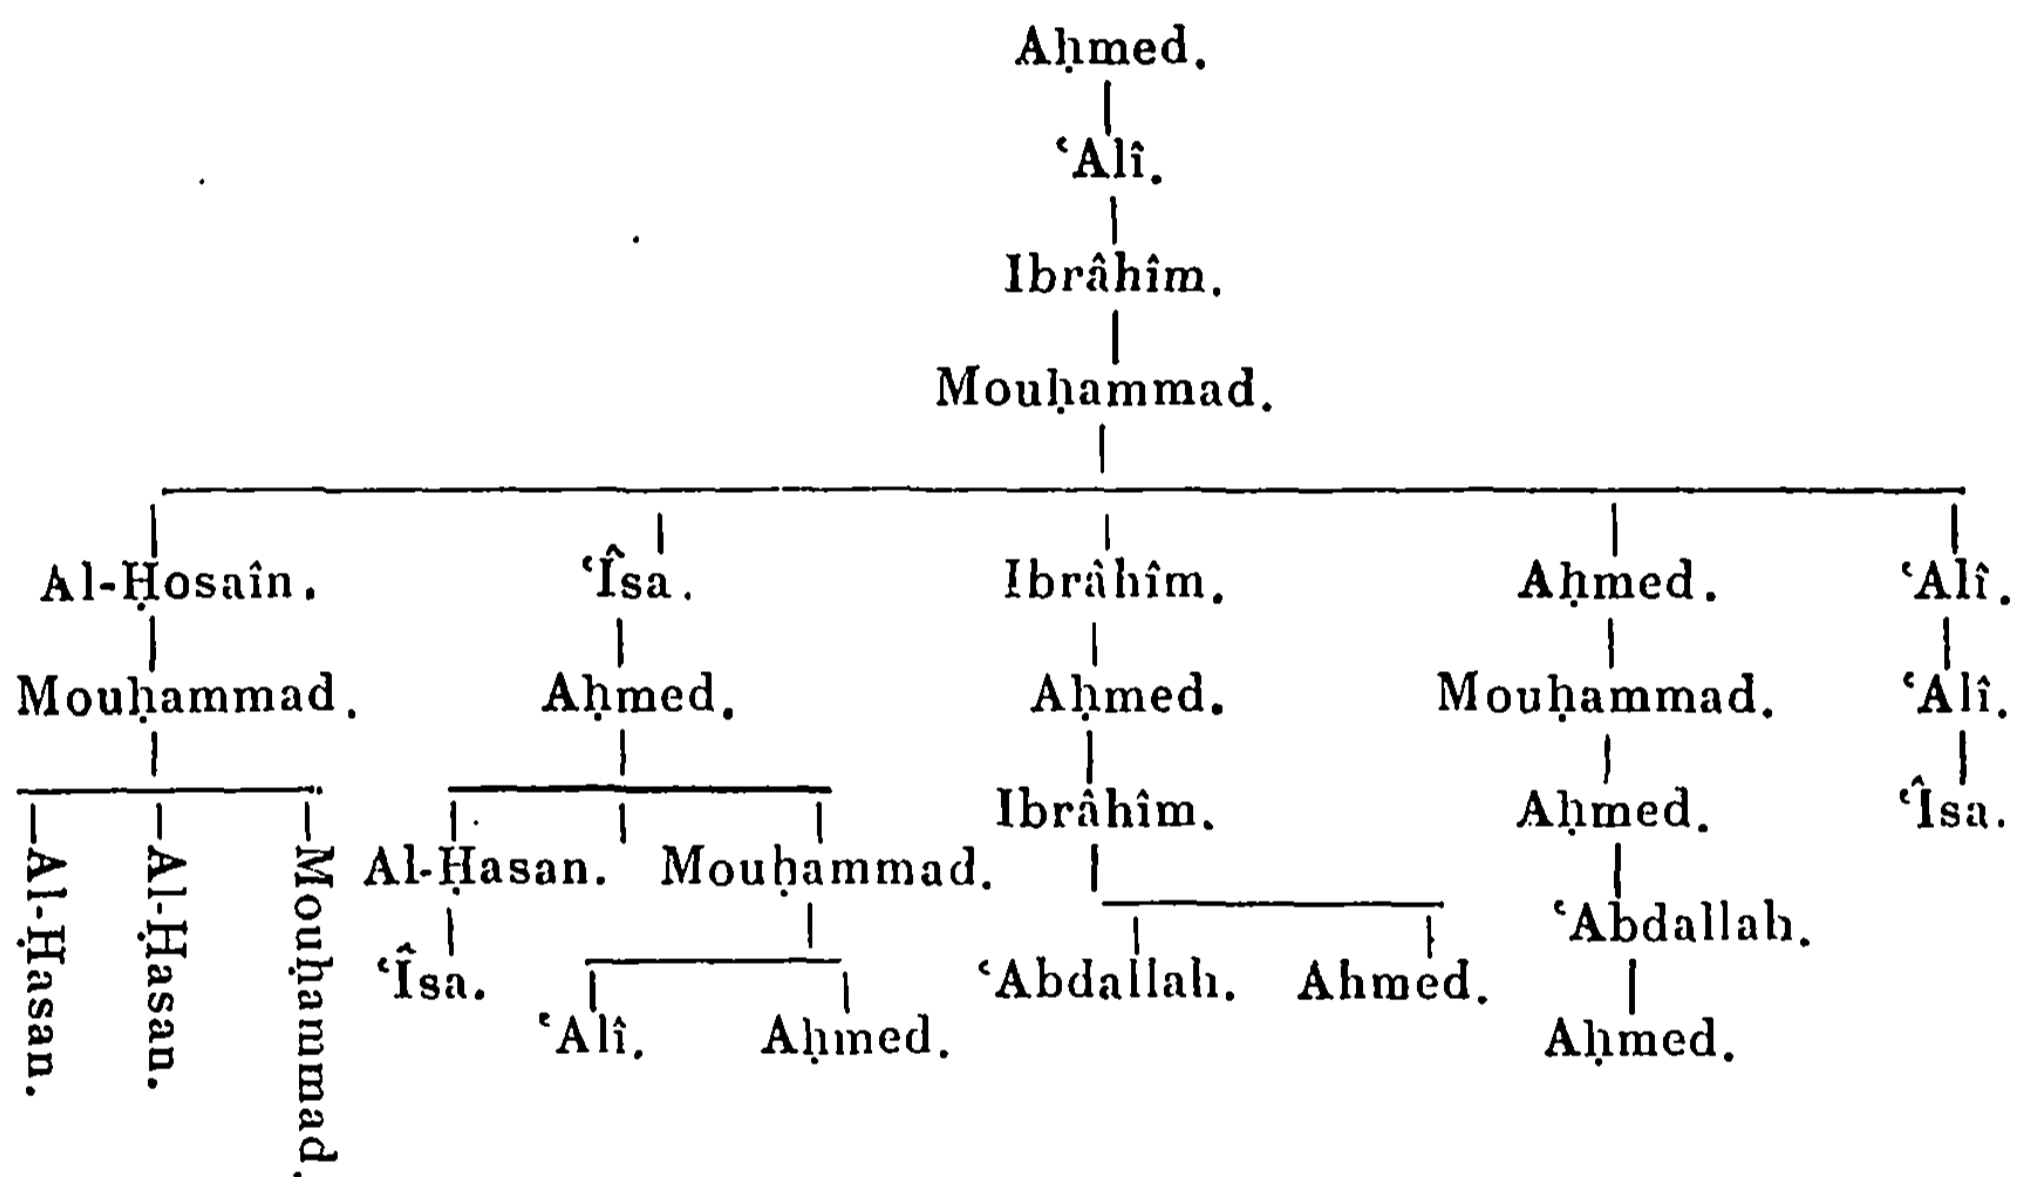 Aḥmed.
ʿAlî.
Ibrâhîm.
Mouḥammad.
Al-Ḥosaîn. ʿÎsa. Ibrâhîm. Aḥmed. ʿAlî.
Mouḥammad. Aḥmed. Aḥmed. Mouḥammad. ʿAlî.
Ibrâhîm. Aḥmed. ʿÎsa.
Al-Ḥasan.
Al-Ḥasan.
Mouḥammad.
Al-Ḥasan. Mouḥammad.
ʿAbdallah.
ʿÎsa. ʿAbdallah. Ahmed.
ʿAlî. Aḥmed. Aḥmed.